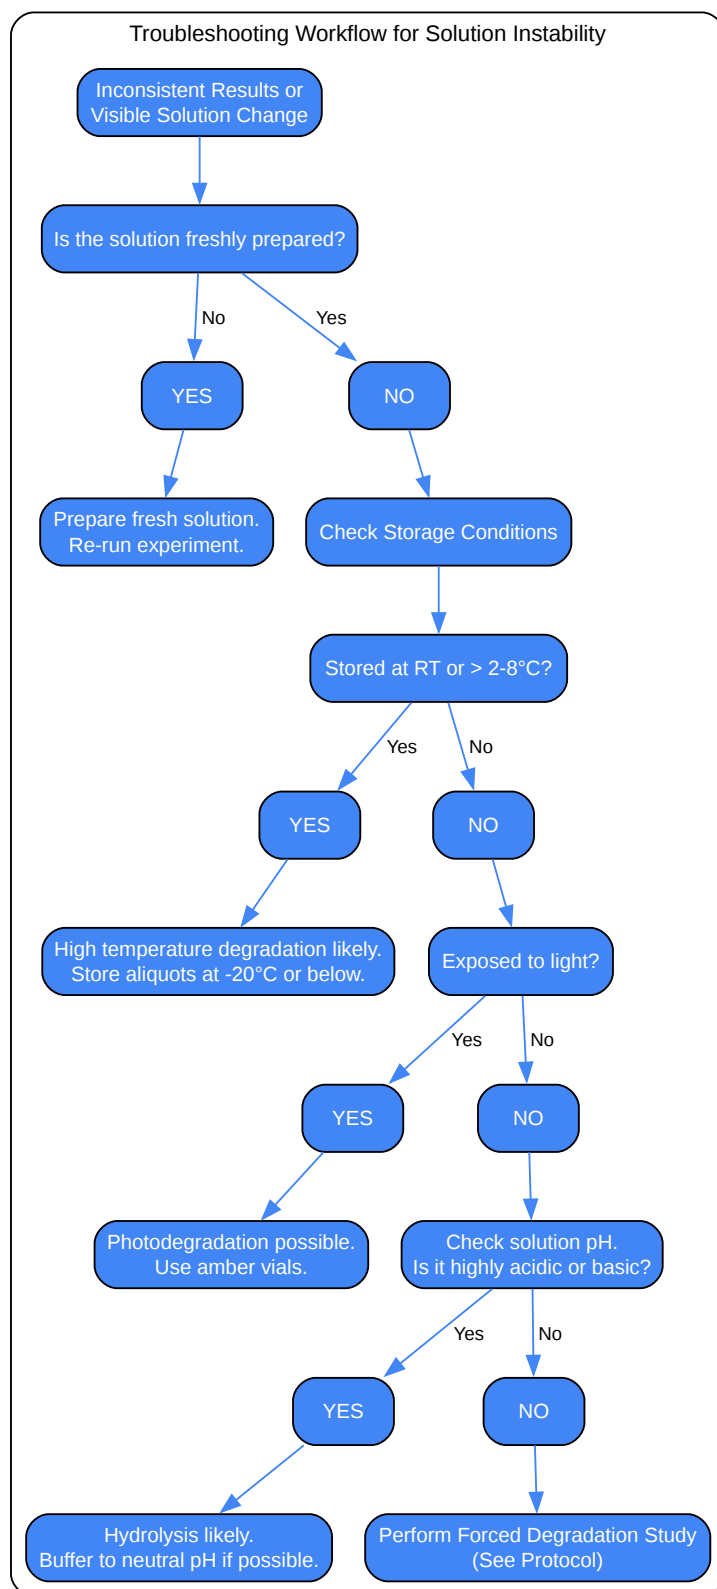 Troubleshooting Workflow for Solution Instability
Inconsistent Results or
Visible Solution Change
Is the solution freshly prepared?
No
Yes
YES
NO
Prepare fresh solution.
Re-run experiment.
Check Storage Conditions
Stored at RT or > 2-8°C?
Yes
No
YES
NO
High temperature degradation likely.
Store aliquots at -20°C or below.
Exposed to light?
Yes
No
YES
NO
Photodegradation possible.
Use amber vials.
Check solution pH.
Is it highly acidic or basic?
Yes
No
YES
NO
Hydrolysis likely.
Buffer to neutral pH if possible.
Perform Forced Degradation Study
(See Protocol)